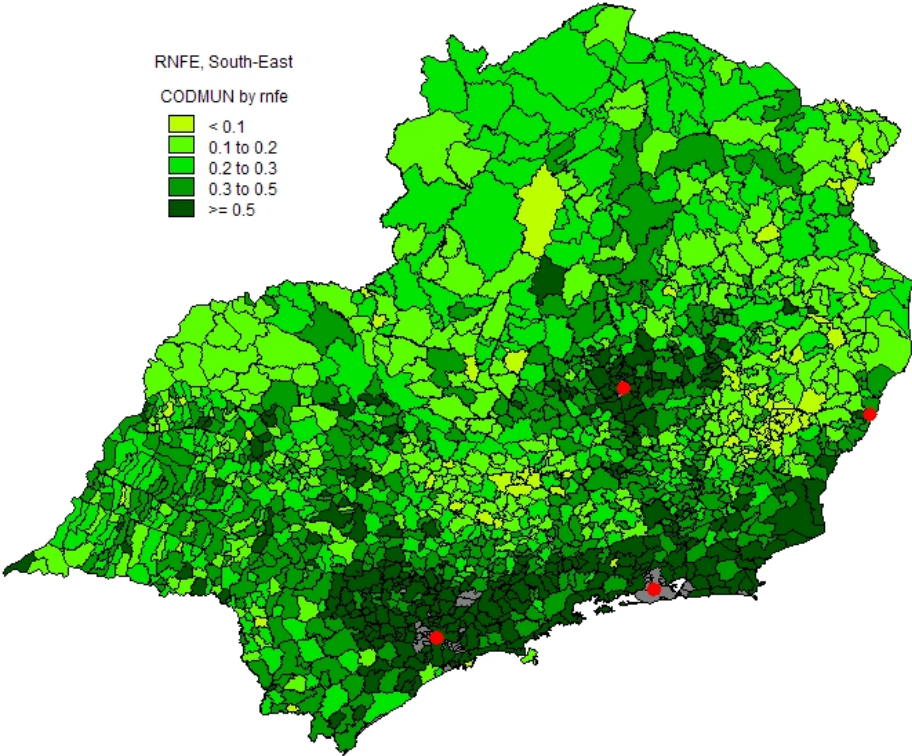 RNFE, South-East
CODMUN by rnfe
< 0.1
0.1 to 0.2
0.2 to 0.3
0.3 to 0.5
>= 0.5